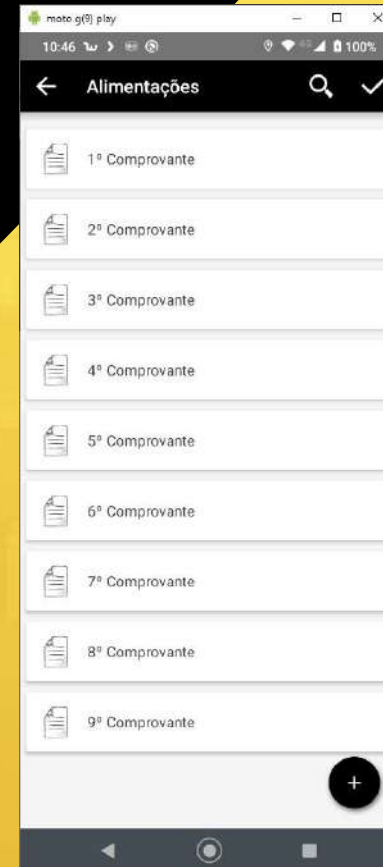 moto g(9) play
10:46
100%
Alimentações
1º Comprovante
2º Comprovante
3º Comprovante
4º Comprovante
5º Comprovante
6º Comprovante
7º Comprovante
8º Comprovante
9º Comprovante
+